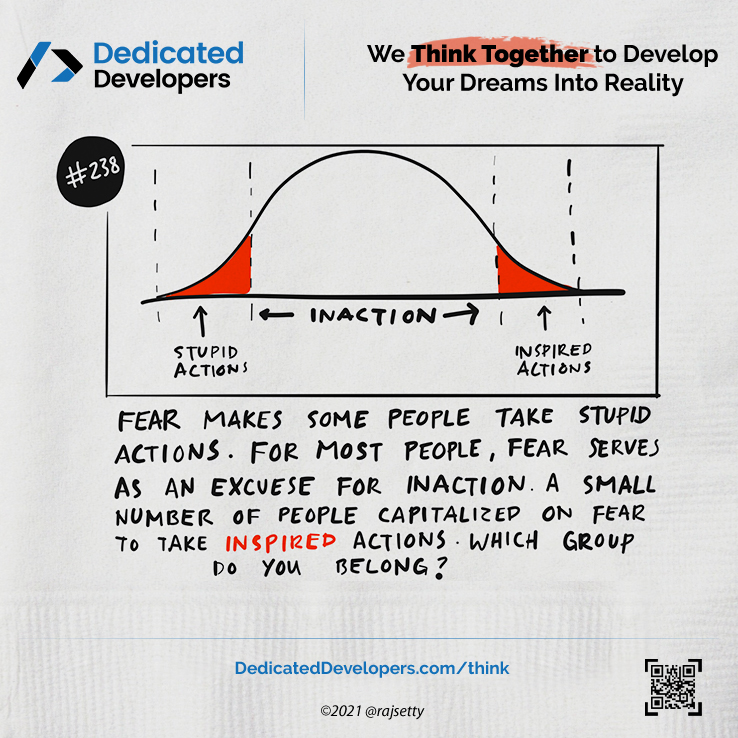 Dedicated
Developers
We Think Together to Develop
Your Dreams Into Reality
#238
← INACTION →
STUPID
ACTIONS
INSPIRED
ACTIONS
FEAR MAKES SOME PEOPLE TAKE STUPID
ACTIONS. FOR MOST PEOPLE, FEAR SERVES
AS AN EXCUESE FOR INACTION. A SMALL
NUMBER OF PEOPLE CAPITALIZED ON FEAR
TO TAKE INSPIRED ACTIONS. WHICH GROUP
DO YOU BELONG?
DedicatedDevelopers.com/think
©2021 @rajsetty